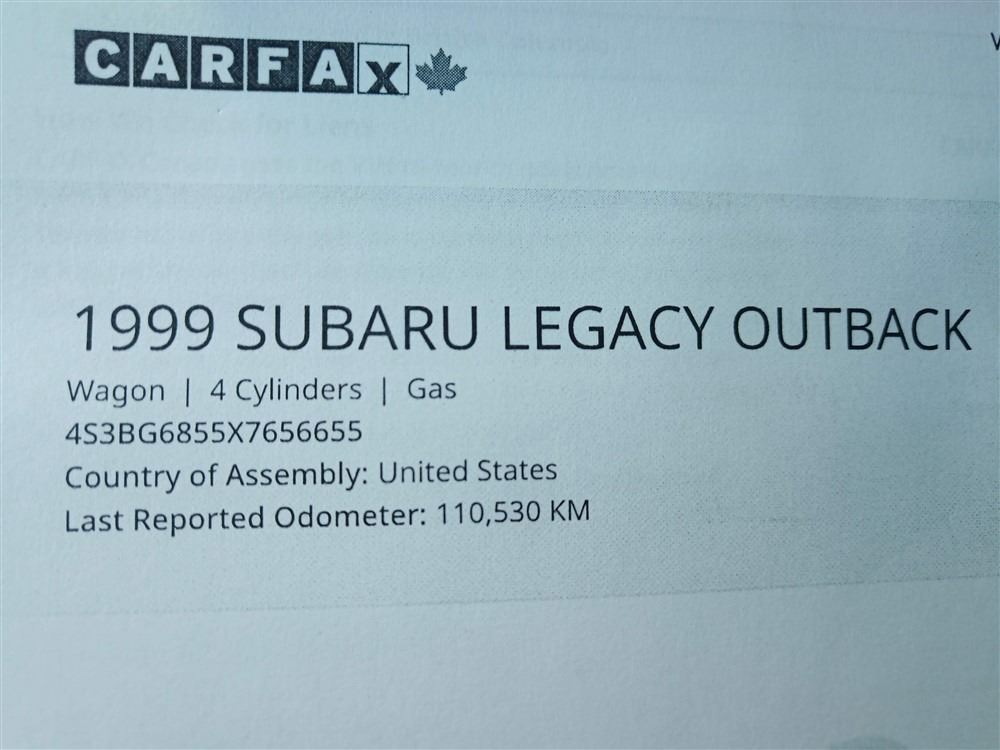 CARFAX
1999 SUBARU LEGACY OUTBACK
Wagon | 4 Cylinders | Gas
4S3BG6855X7656655
Country of Assembly: United States
Last Reported Odometer: 110,530 KM